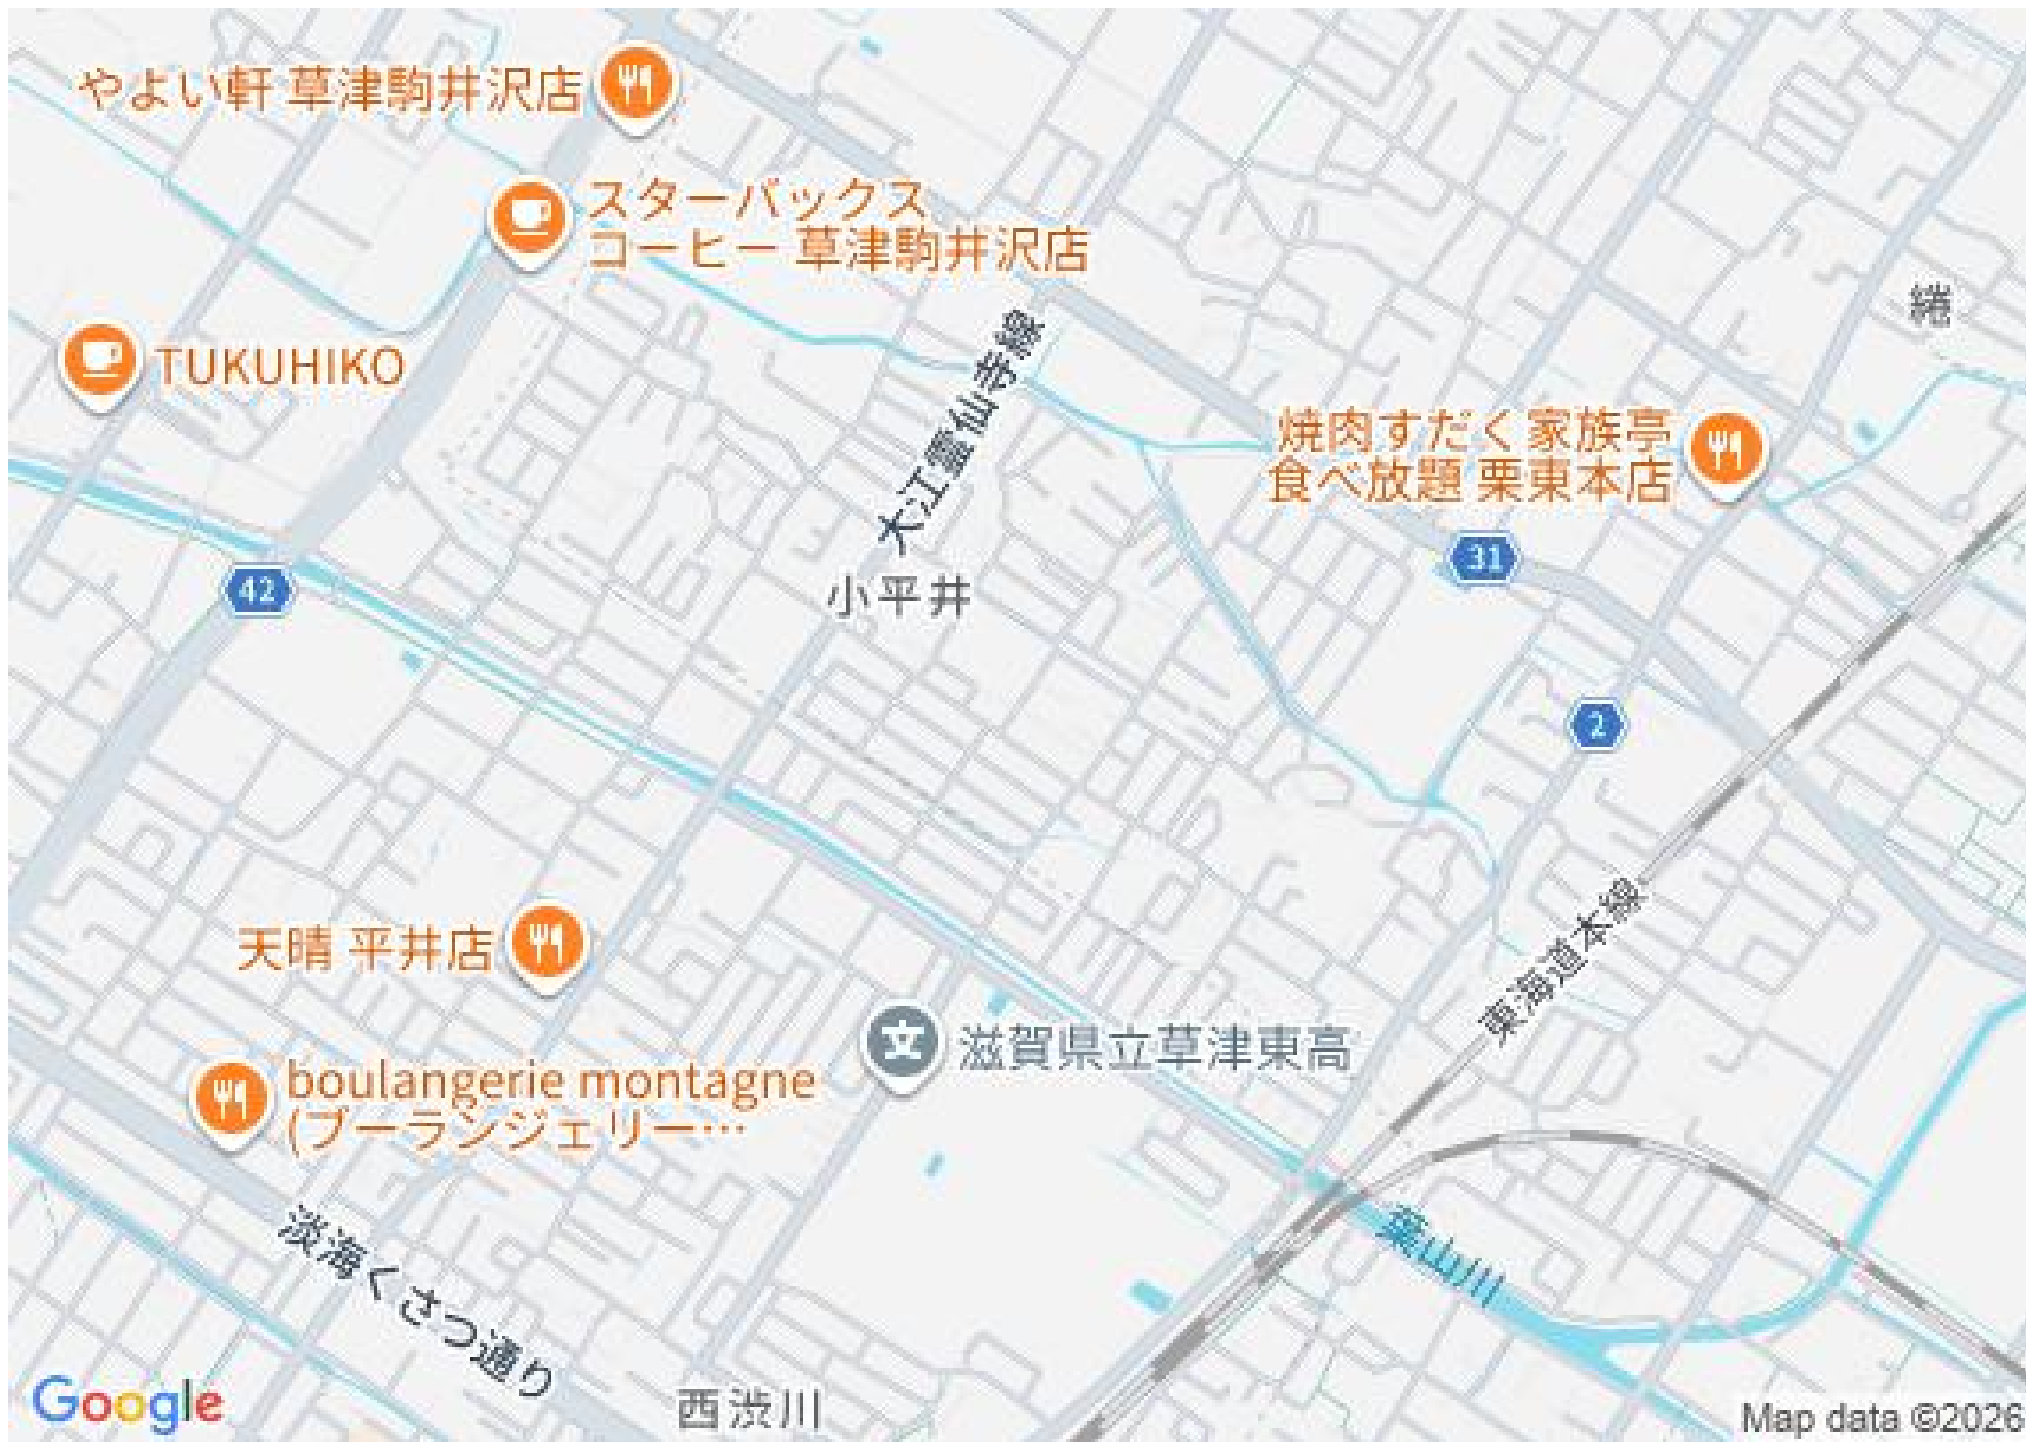 やよい軒 草津駒井沢店
スターバックス
コーヒー 草津駒井沢店
TUKUHIKO
大江霊仙寺線
綣
焼肉すだく家族亭
食べ放題 栗東本店
31
42
小平井
2
天晴 平井店
東海道本線
滋賀県立草津東高
boulangerie montagne
(ブーランジェリー…
葉山川
淡海くさつ通り
西渋川
Google
Map data ©2026